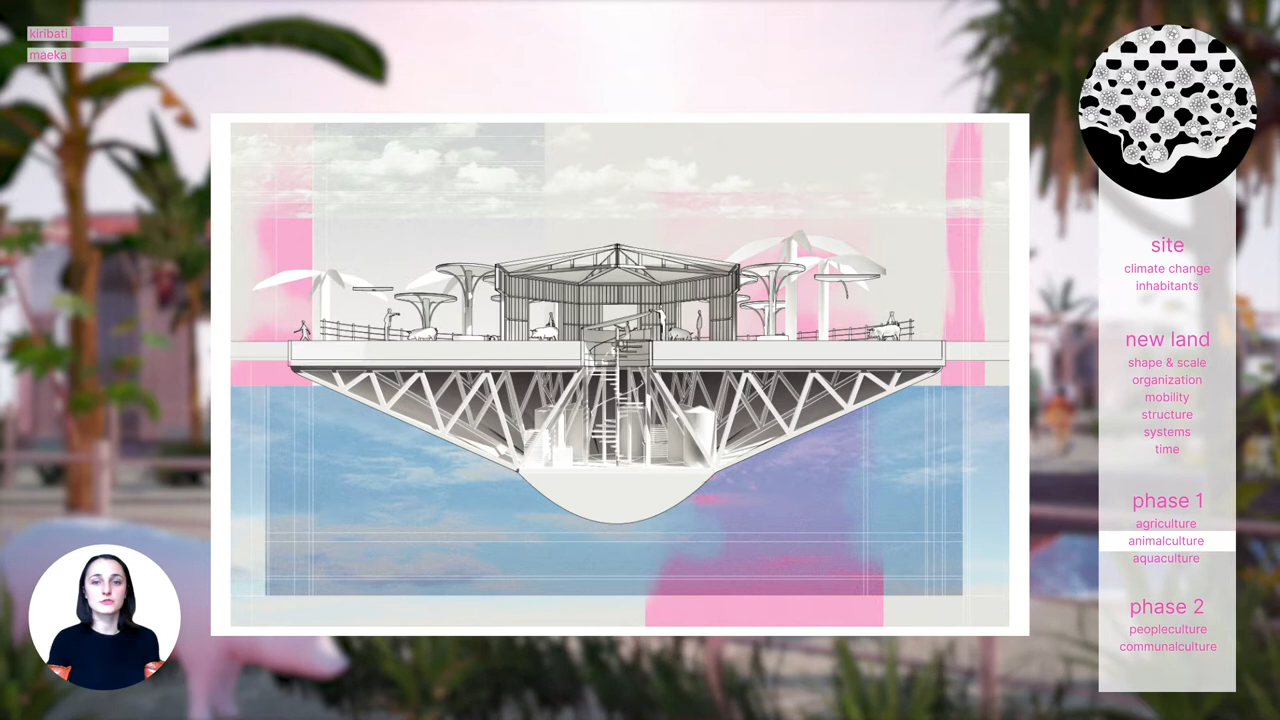 kiribati
maeka
site
climate change
inhabitants
new land
shape & scale
organization
mobility
structure
systems
time
phase 1
agriculture
animalculture
aquaculture
phase 2
peopleculture
communalculture